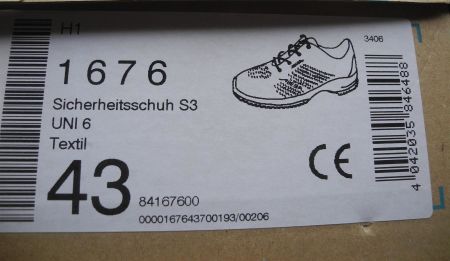 H1
3406
1676
Sicherheitsschuh S3
UNI 6
Textil
43
84167600
0000167643700193/00206
CE
4 042035 846488